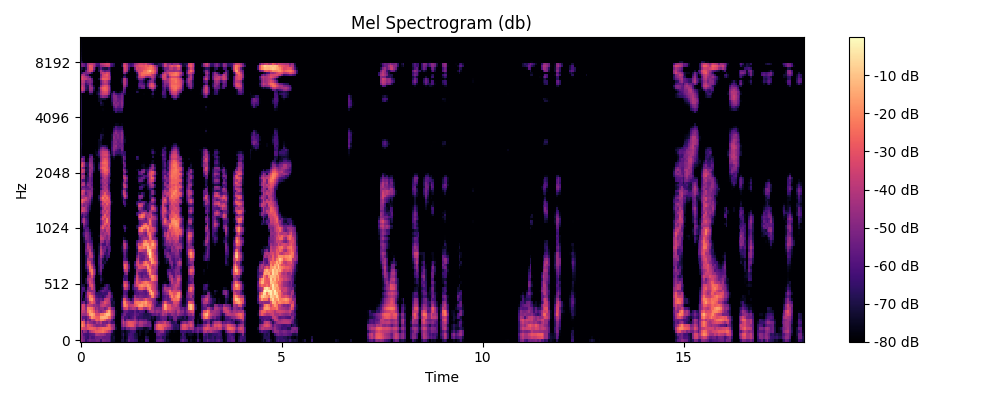 Mel Spectrogram (db)
8192
4096
2048
1024
512
0
Hz
0 5 10 15
Time
-10 dB
-20 dB
-30 dB
-40 dB
-50 dB
-60 dB
-70 dB
-80 dB